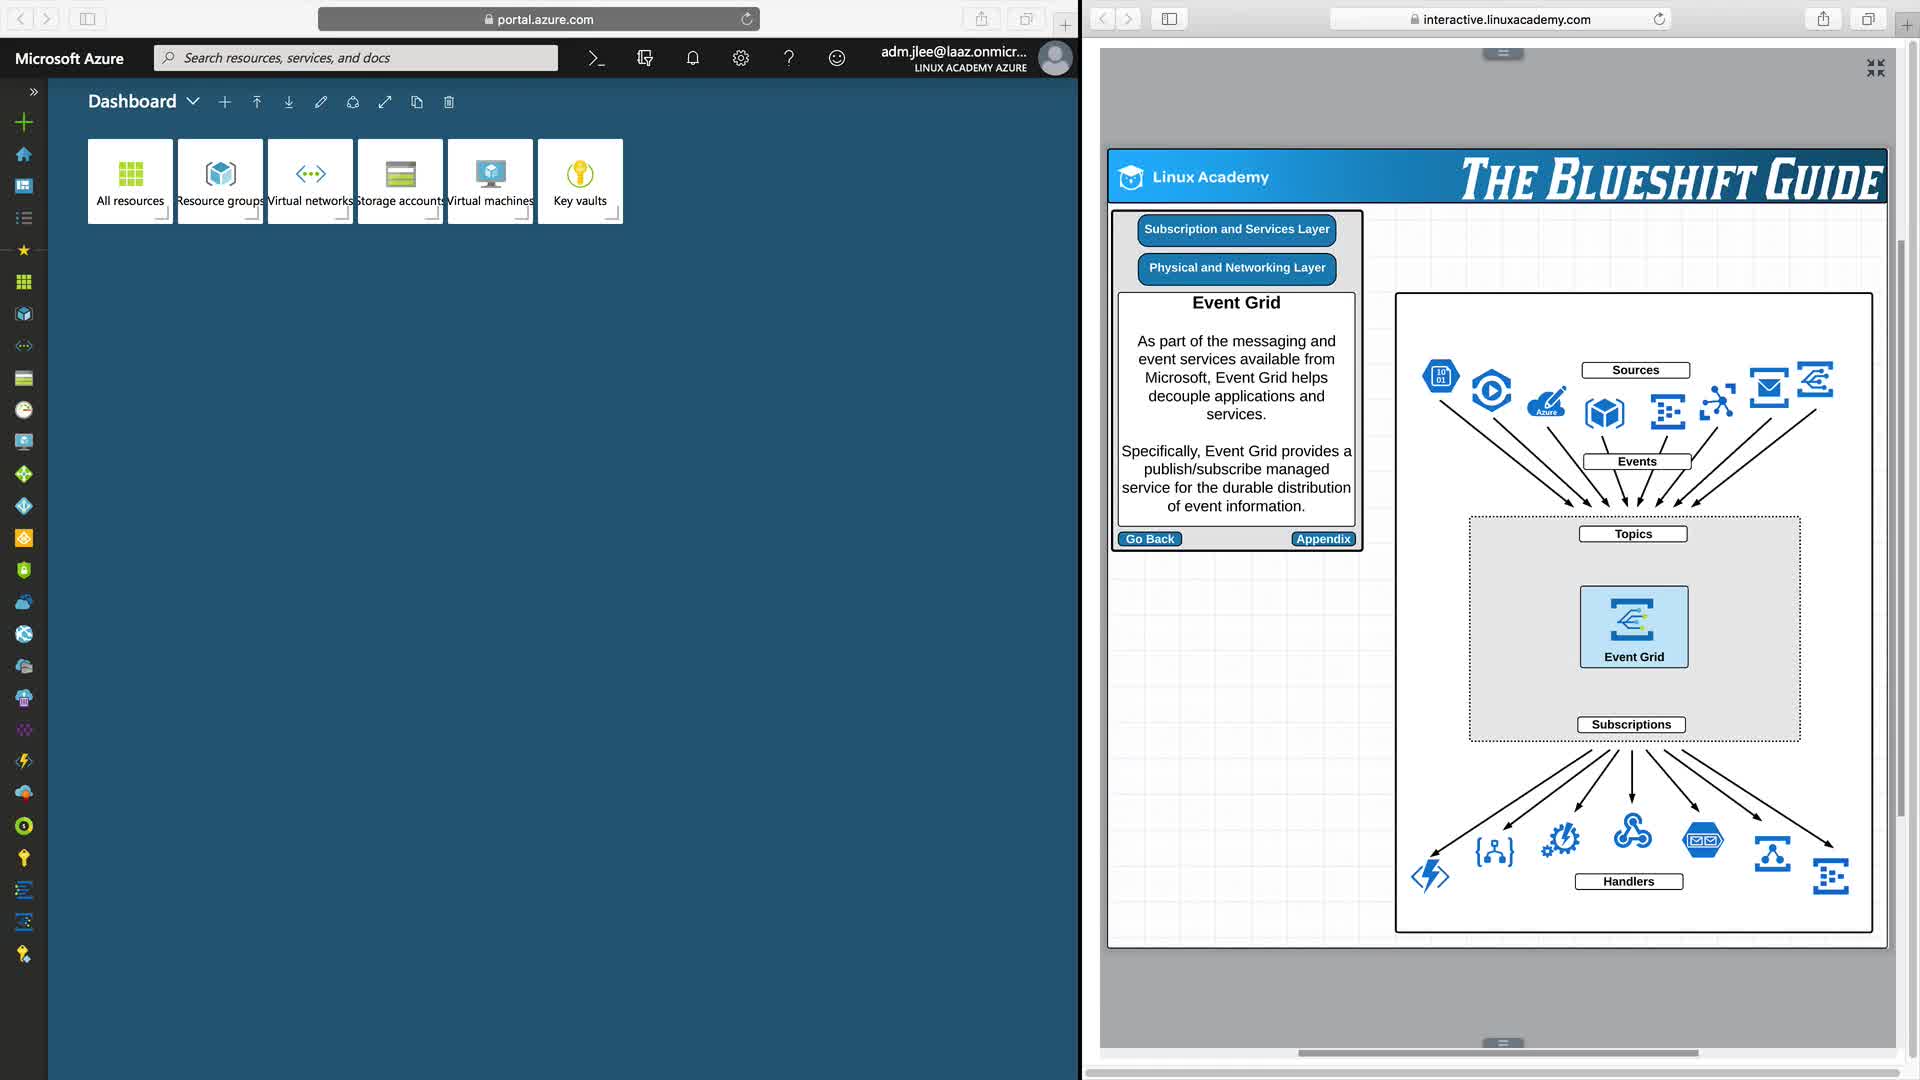 portal.azure.com
Microsoft Azure
Search resources, services, and docs
adm.jlee@laaz.onmicr...
LINUX ACADEMY AZURE
Dashboard
All resources
Resource groups
Virtual networks
Storage accounts
Virtual machines
Key vaults
interactive.linuxacademy.com
Linux Academy
THE BLUESHIFT GUIDE
Subscription and Services Layer
Physical and Networking Layer
Event Grid
As part of the messaging and
event services available from
Microsoft, Event Grid helps
decouple applications and
services.
Specifically, Event Grid provides a
publish/subscribe managed
service for the durable distribution
of event information.
Go Back
Appendix
Sources
10
01
Azure
Events
Topics
Event Grid
Subscriptions
Handlers